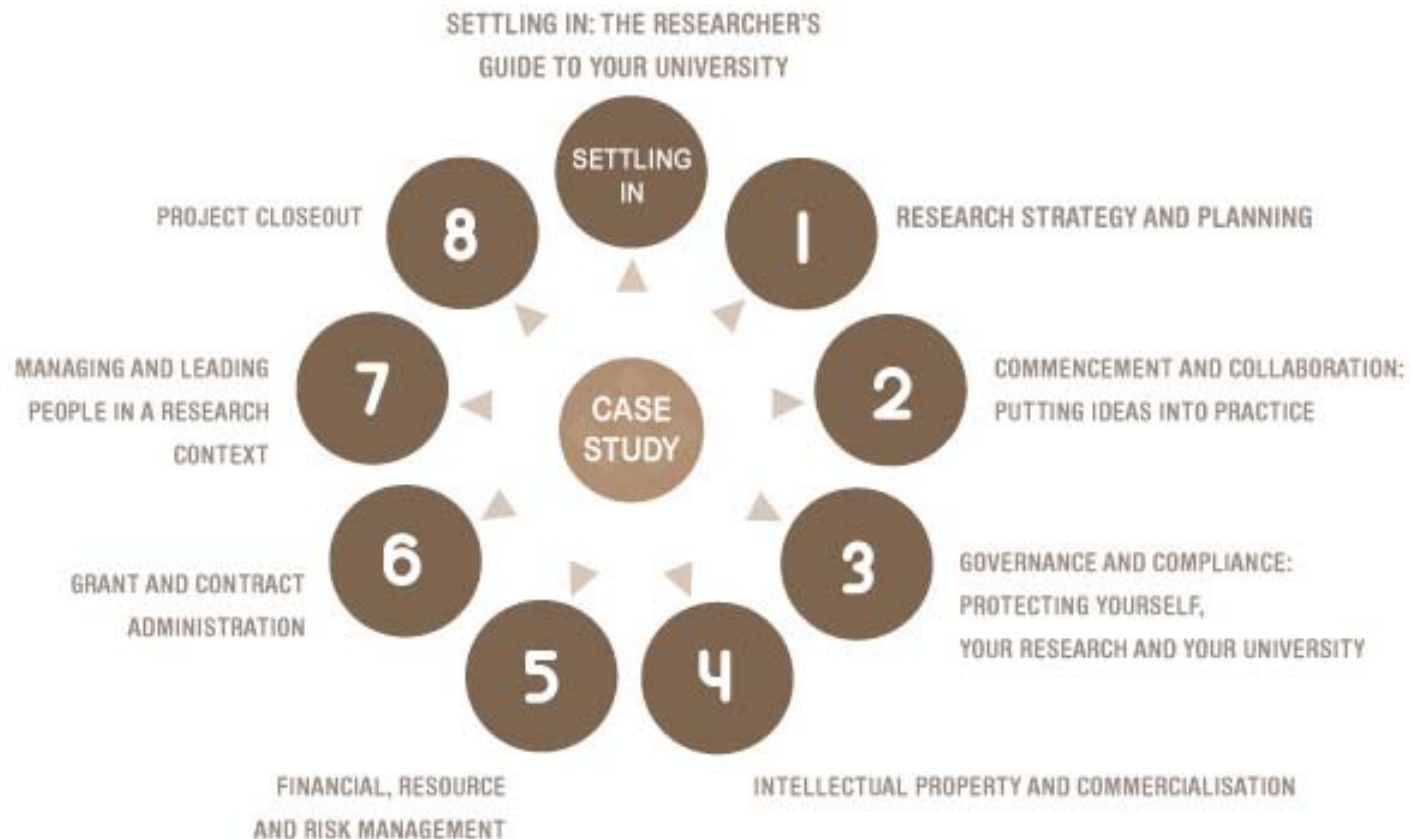 SETTLING IN: THE RESEARCHER'S
GUIDE TO YOUR UNIVERSITY
SETTLING
IN
1
RESEARCH STRATEGY AND PLANNING
2
COMMENCEMENT AND COLLABORATION:
PUTTING IDEAS INTO PRACTICE
3
GOVERNANCE AND COMPLIANCE:
PROTECTING YOURSELF,
YOUR RESEARCH AND YOUR UNIVERSITY
4
INTELLECTUAL PROPERTY AND COMMERCIALISATION
5
FINANCIAL, RESOURCE
AND RISK MANAGEMENT
6
GRANT AND CONTRACT
ADMINISTRATION
7
MANAGING AND LEADING
PEOPLE IN A RESEARCH
CONTEXT
8
PROJECT CLOSEOUT
CASE
STUDY